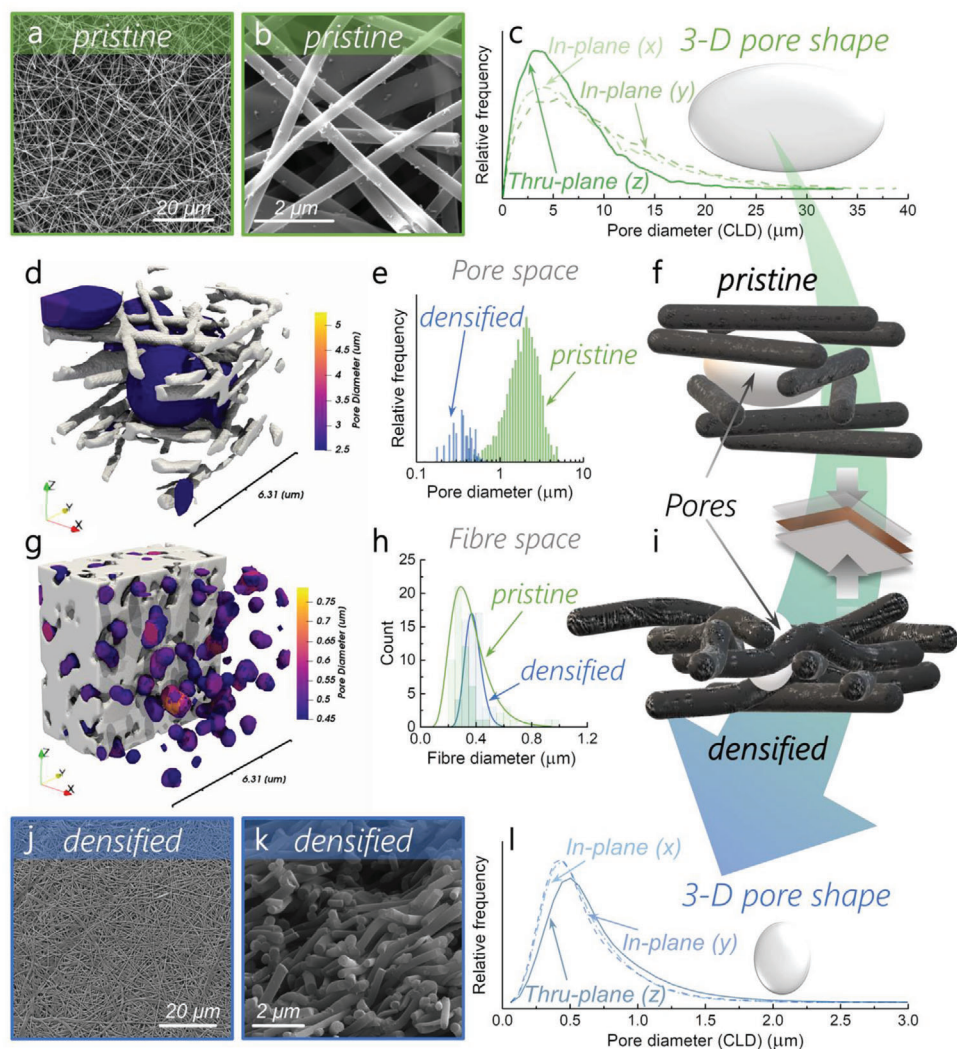 a pristine
20 µm
b pristine
2 µm
c
3-D pore shape
In-plane (x)
In-plane (y)
Thru-plane (z)
Relative frequency
0 5 10 15 20 25 30 35 40
Pore diameter (CLD) (µm)
d
5
4.5
4
3.5
3
2.5
Pore Diameter (um)
6.31 (um)
Z
Y
X
e
Pore space
densified
pristine
Relative frequency
0.1 1 10
Pore diameter (µm)
f
pristine
Pores
g
0.75
0.7
0.65
0.6
0.55
0.5
0.45
Pore Diameter (um)
6.31 (um)
Z
Y
X
h
Fibre space
pristine
densified
Count
25
20
15
10
5
0
0.0 0.4 0.8 1.2
Fibre diameter (µm)
i
densified
j densified
20 µm
k densified
2 µm
l
In-plane (x)
3-D pore shape
In-plane (y)
Thru-plane (z)
Relative frequency
0.0 0.5 1.0 1.5 2.0 2.5 3.0
Pore diameter (CLD) (µm)